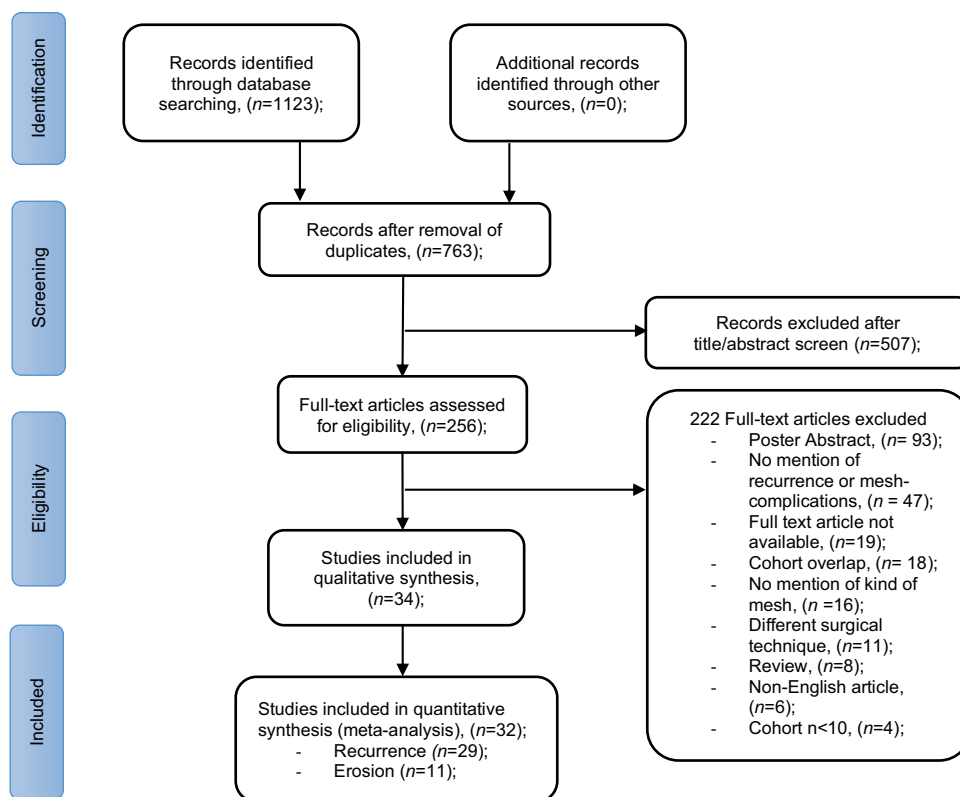 Identification
Records identified
through database
searching, (n=1123);
Additional records
identified through other
sources, (n=0);
Screening
Records after removal of
duplicates, (n=763);
Records excluded after
title/abstract screen (n=507);
Eligibility
Full-text articles assessed
for eligibility, (n=256);
222 Full-text articles excluded
- Poster Abstract, (n= 93);
- No mention of
recurrence or mesh-
complications, (n = 47);
- Full text article not
available, (n=19);
- Cohort overlap, (n= 18);
- No mention of kind of
mesh, (n =16);
- Different surgical
technique, (n=11);
- Review, (n=8);
- Non-English article,
(n=6);
- Cohort n<10, (n=4);
Studies included in
qualitative synthesis,
(n=34);
Included
Studies included in quantitative
synthesis (meta-analysis), (n=32);
- Recurrence (n=29);
- Erosion (n=11);